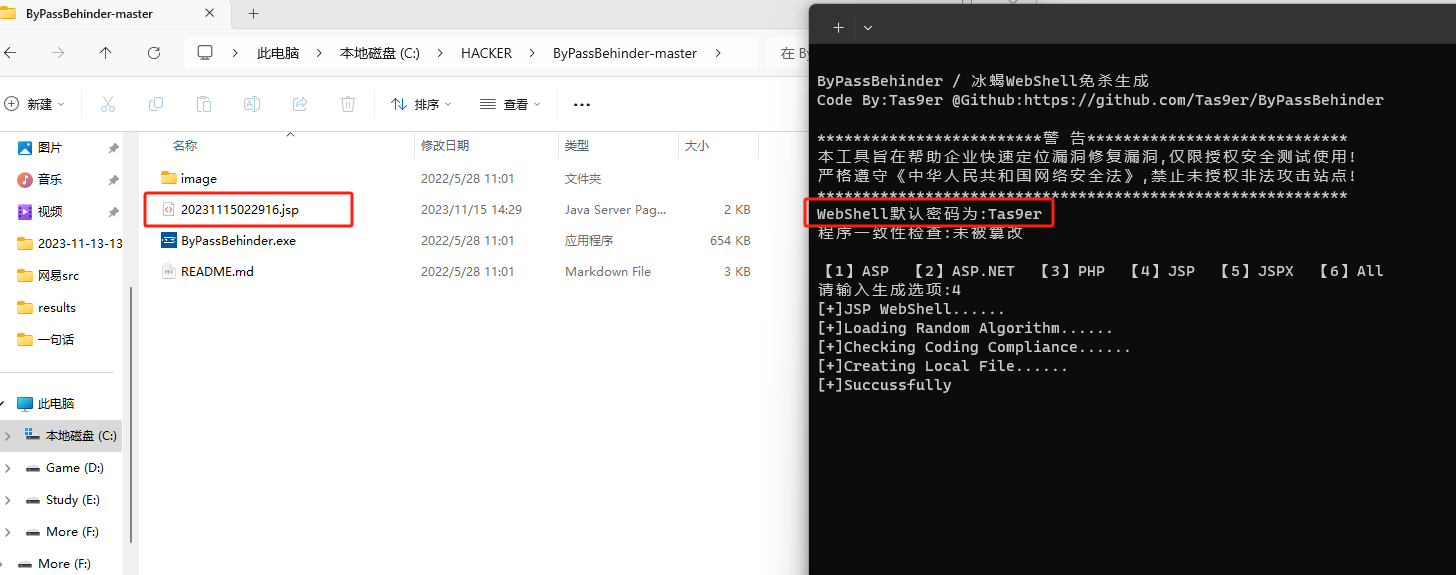 ByPassBehinder-master
此电脑
本地磁盘 (C:)
HACKER
ByPassBehinder-master
在 By
新建
排序
查看
图片
音乐
视频
2023-11-13-13
网易src
results
一句话
此电脑
本地磁盘 (C:)
Game (D:)
Study (E:)
More (F:)
More (F:)
名称 修改日期 类型 大小
image 2022/5/28 11:01 文件夹
20231115022916.jsp 2023/11/15 14:29 Java Server Pag... 2 KB
ByPassBehinder.exe 2022/5/28 11:01 应用程序 654 KB
README.md 2022/5/28 11:01 Markdown File 3 KB
ByPassBehinder / 冰蝎WebShell免杀生成
Code By:Tas9er @Github:https://github.com/Tas9er/ByPassBehinder
*************************警 告*****************************
本工具旨在帮助企业快速定位漏洞修复漏洞,仅限授权安全测试使用!
严格遵守《中华人民共和国网络安全法》,禁止未授权非法攻击站点!
**********************************************************
WebShell默认密码为:Tas9er
程序一致性检查:未被篡改
【1】ASP 【2】ASP.NET 【3】PHP 【4】JSP 【5】JSPX 【6】All
请输入生成选项:4
[+]JSP WebShell......
[+]Loading Random Algorithm......
[+]Checking Coding Compliance......
[+]Creating Local File......
[+]Succussfully